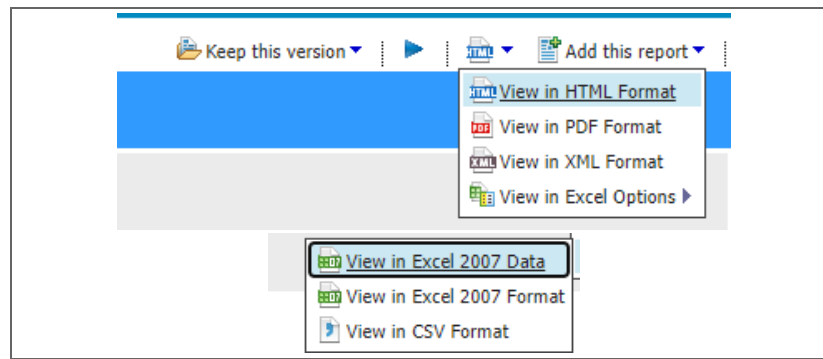 Keep this version Add this report
View in HTML Format
View in PDF Format
View in XML Format
View in Excel Options
View in Excel 2007 Data
View in Excel 2007 Format
View in CSV Format